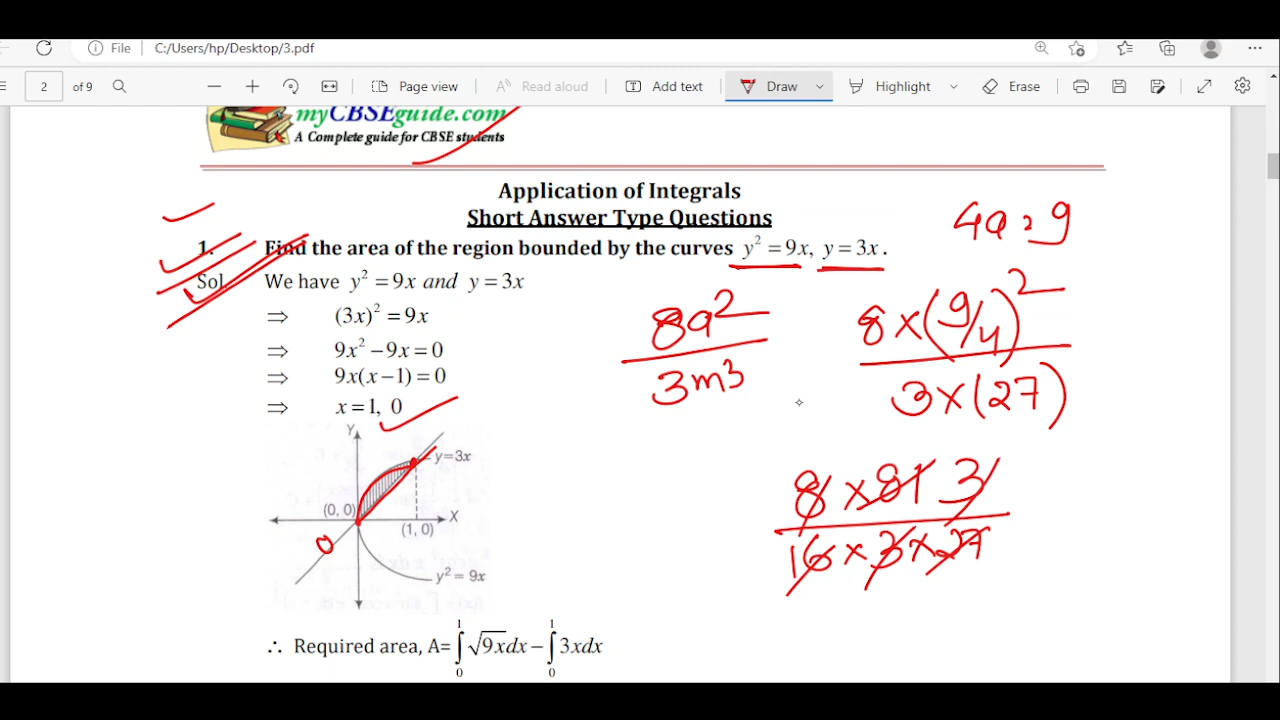 File C:/Users/hp/Desktop/3.pdf
2 of 9 Page view Read aloud Add text Draw Highlight Erase
myCBSEguide.com
A Complete guide for CBSE students
Application of Integrals
Short Answer Type Questions
4a = 9
1. Find the area of the region bounded by the curves y² = 9x, y = 3x.
Sol. We have y² = 9x and y = 3x
⇒ (3x)² = 9x
⇒ 9x² − 9x = 0
⇒ 9x(x − 1) = 0
⇒ x = 1, 0
8a²
3m³
8 × (9/4)²
3 × (27)
8 × 81 3
16 × 3 × 27
Y
y=3x
(0, 0)
X
(1, 0)
0
y² = 9x
∴ Required area, A = ∫₀¹ √9x dx − ∫₀¹ 3x dx